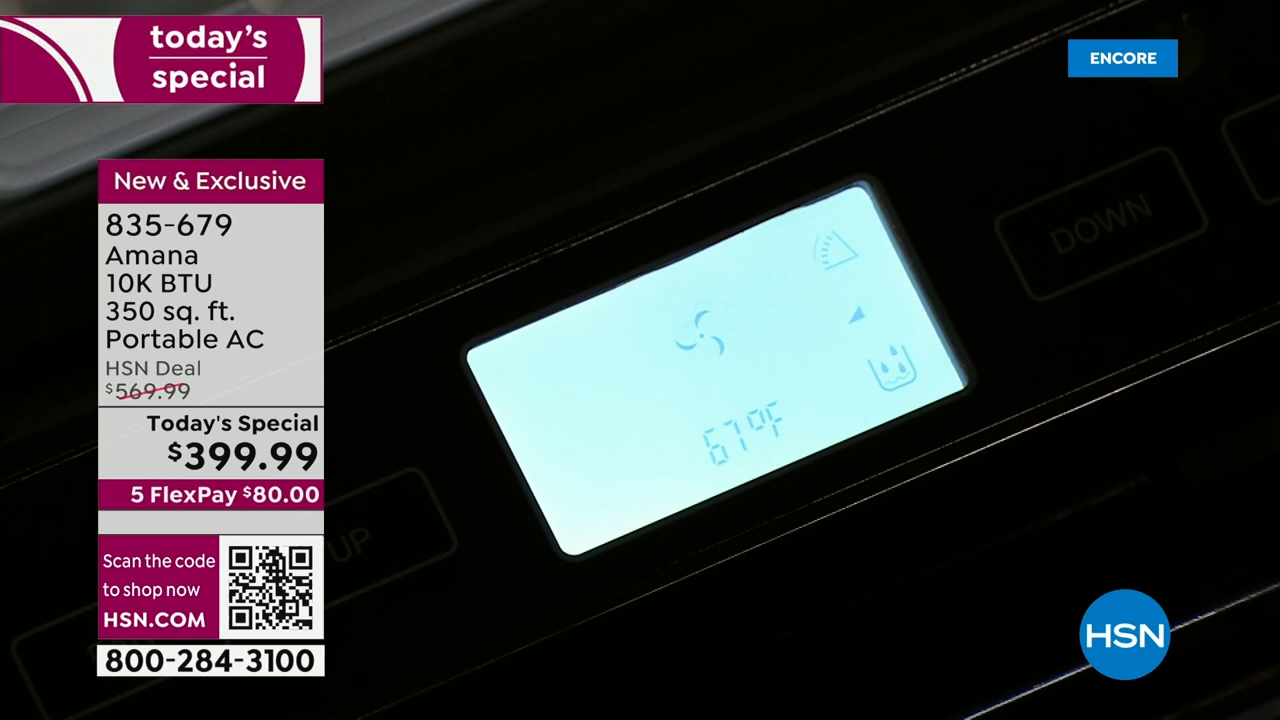 today's
special
ENCORE
New & Exclusive
835-679
Amana
10K BTU
350 sq. ft.
Portable AC
HSN Deal
$569.99
Today's Special
$399.99
5 FlexPay $80.00
Scan the code
to shop now
HSN.COM
800-284-3100
DOWN
67°F
UP
HSN